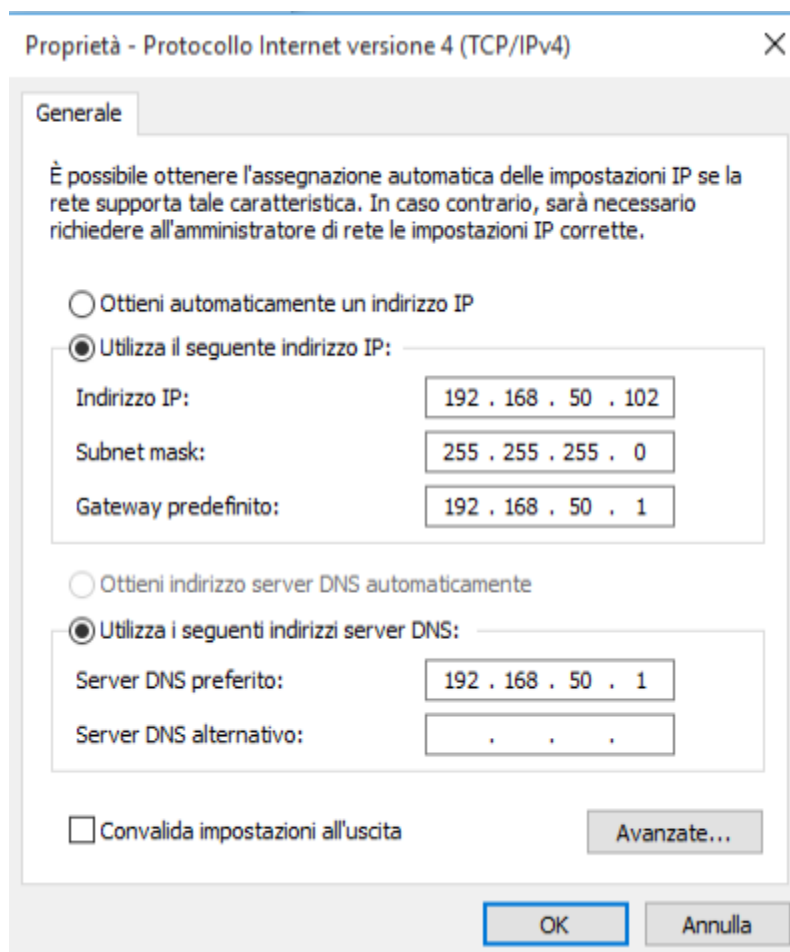 Proprietà - Protocollo Internet versione 4 (TCP/IPv4)
Generale
È possibile ottenere l'assegnazione automatica delle impostazioni IP se la
rete supporta tale caratteristica. In caso contrario, sarà necessario
richiedere all'amministratore di rete le impostazioni IP corrette.
Ottieni automaticamente un indirizzo IP
Utilizza il seguente indirizzo IP:
Indirizzo IP: 192 . 168 . 50 . 102
Subnet mask: 255 . 255 . 255 . 0
Gateway predefinito: 192 . 168 . 50 . 1
Ottieni indirizzo server DNS automaticamente
Utilizza i seguenti indirizzi server DNS:
Server DNS preferito: 192 . 168 . 50 . 1
Server DNS alternativo: . . .
Convalida impostazioni all'uscita Avanzate...
OK Annulla